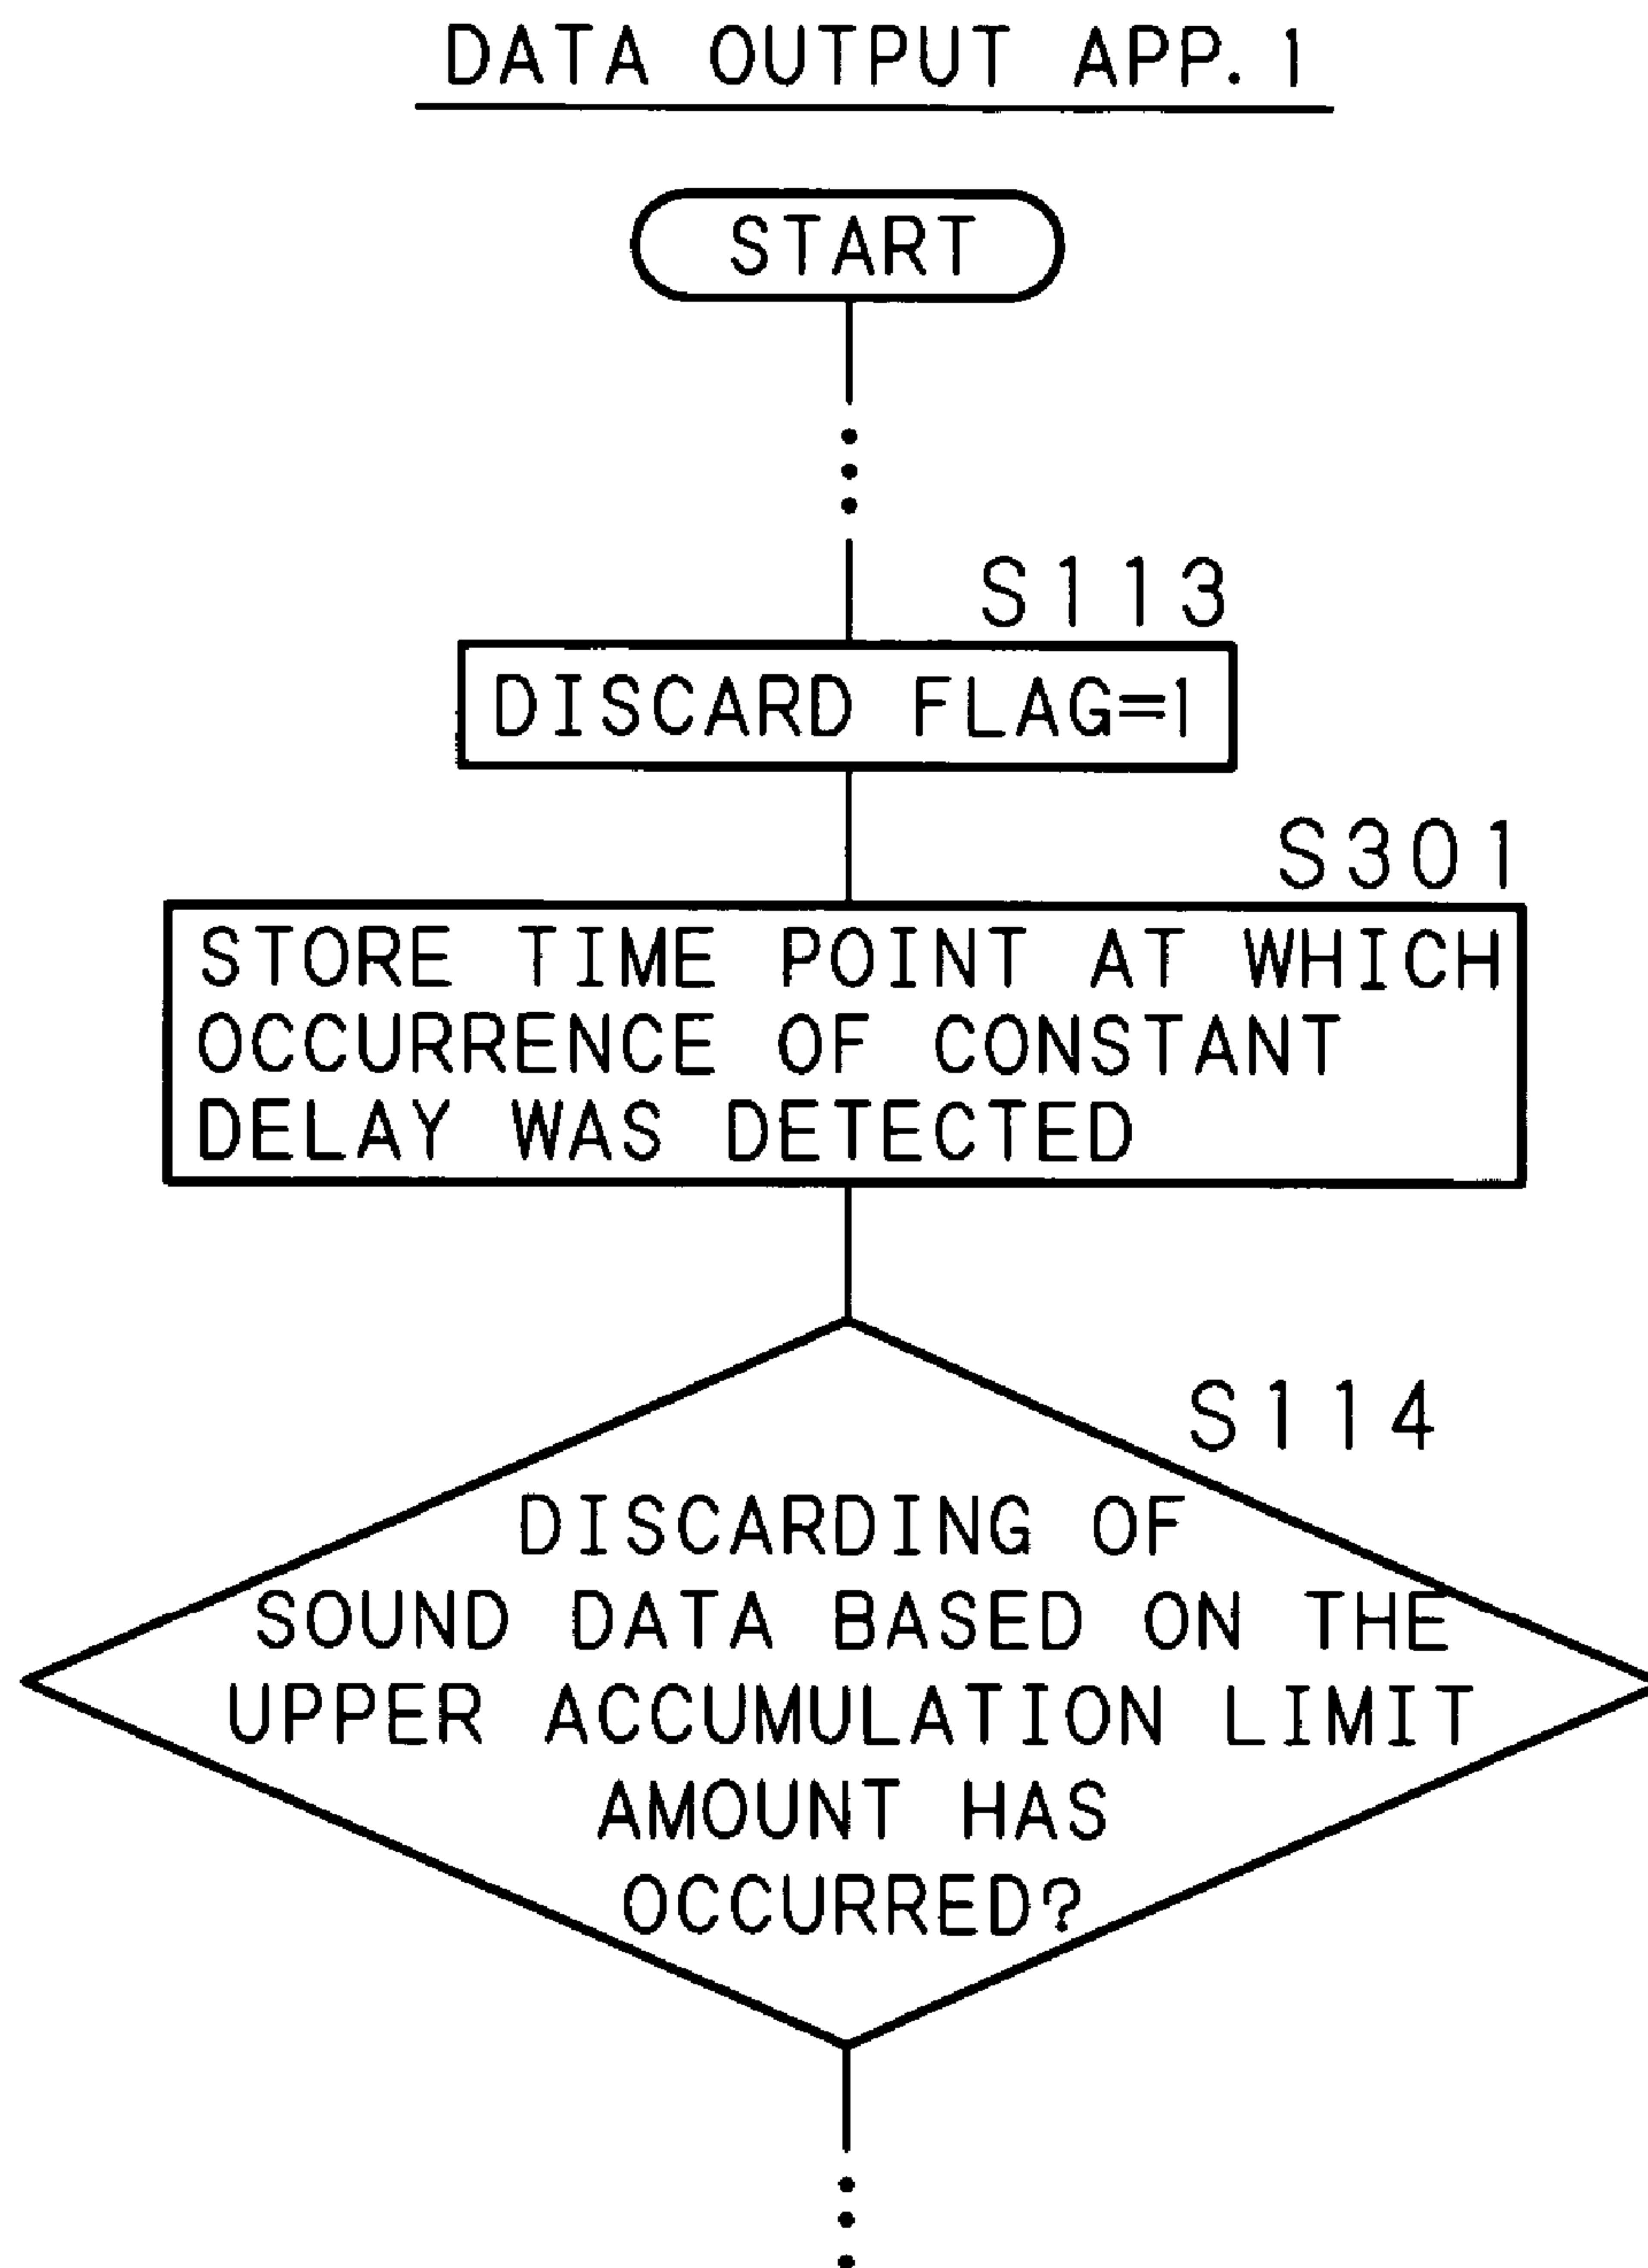 DATA OUTPUT APP. 1
START
S113
DISCARD FLAG=1
S301
STORE TIME POINT AT WHICH
OCCURRENCE OF CONSTANT
DELAY WAS DETECTED
S114
DISCARDING OF
SOUND DATA BASED ON THE
UPPER ACCUMULATION LIMIT
AMOUNT HAS
OCCURRED?